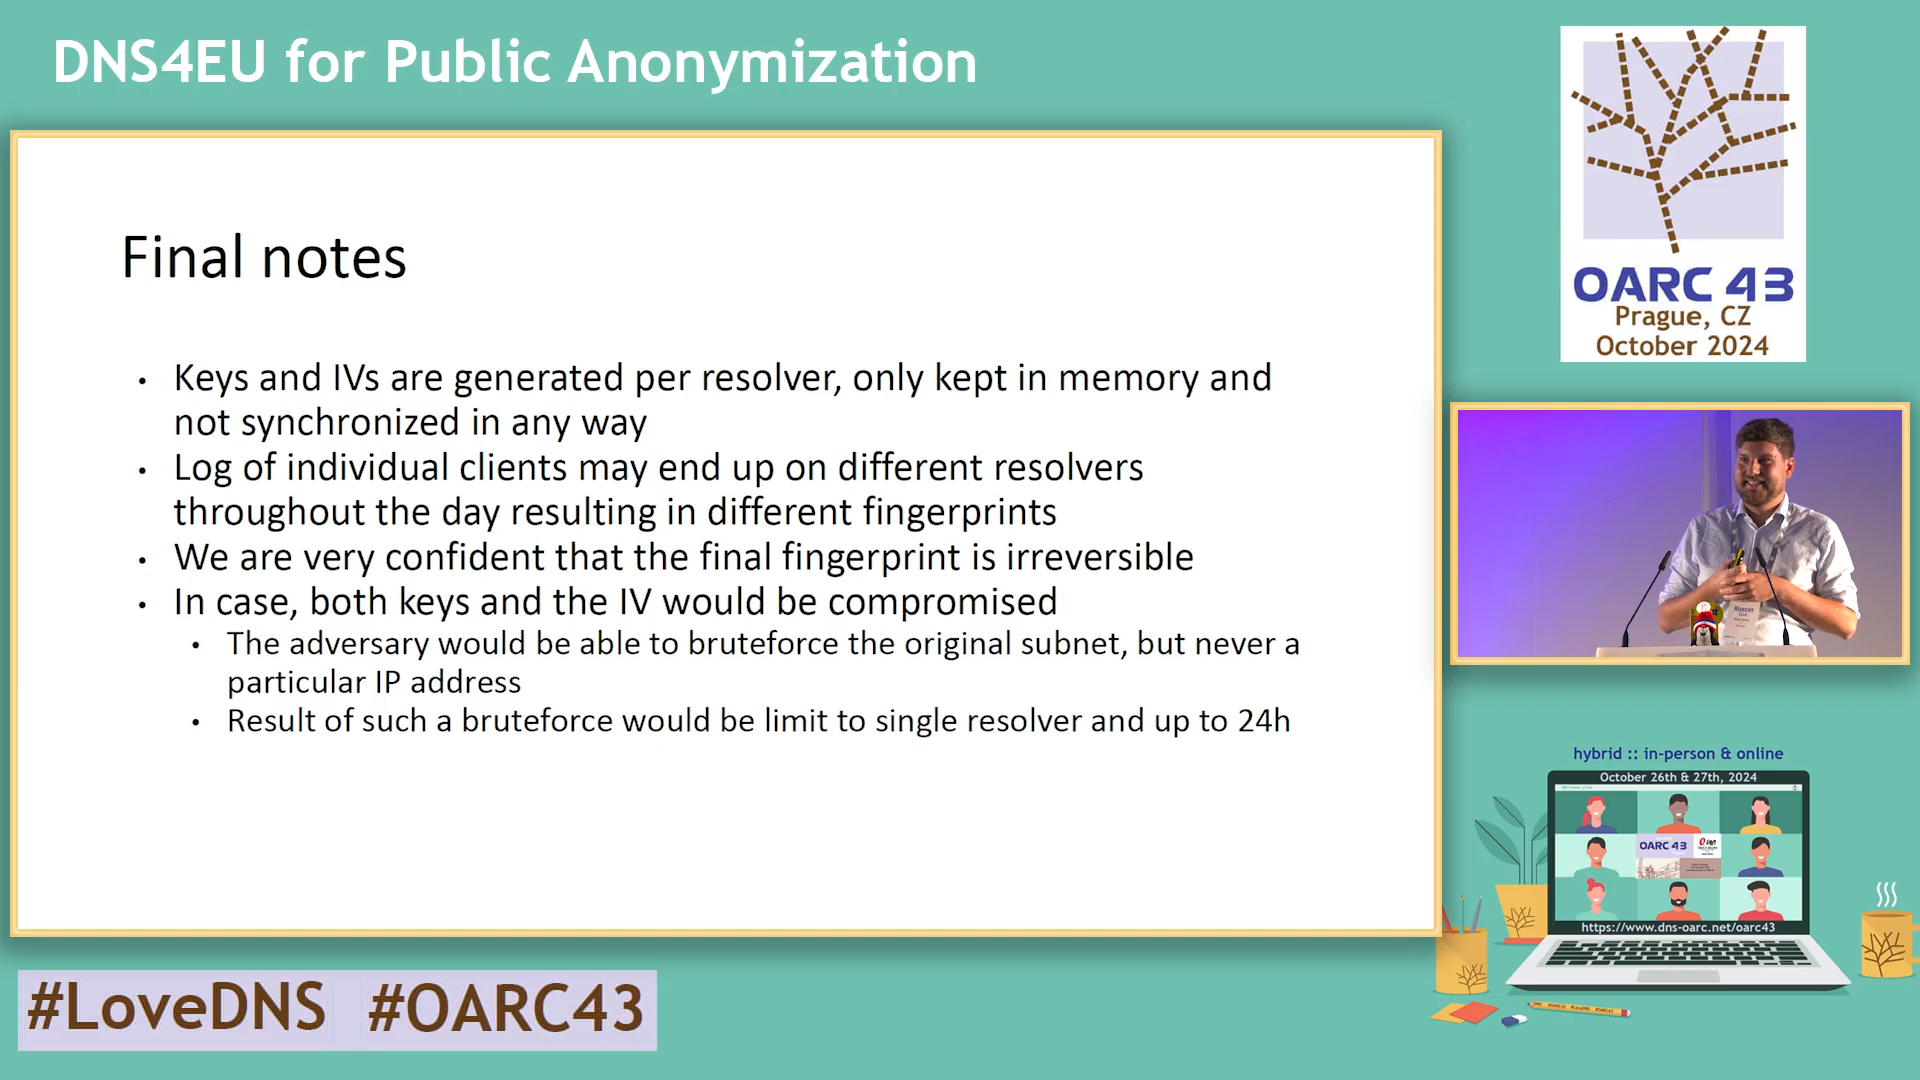 DNS4EU for Public Anonymization
Final notes
• Keys and IVs are generated per resolver, only kept in memory and
not synchronized in any way
• Log of individual clients may end up on different resolvers
throughout the day resulting in different fingerprints
• We are very confident that the final fingerprint is irreversible
• In case, both keys and the IV would be compromised
• The adversary would be able to bruteforce the original subnet, but never a
particular IP address
• Result of such a bruteforce would be limit to single resolver and up to 24h
OARC 43
Prague, CZ
October 2024
ROBERT
hybrid :: in-person & online
October 26th & 27th, 2024
OARC 43
https://www.dns-oarc.net/oarc43
#LoveDNS #OARC43